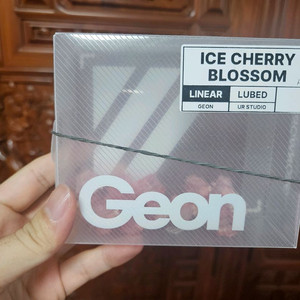 ICE CHERRY
BLOSSOM
LINEAR LUBED
GEON UR STUDIO
Geon